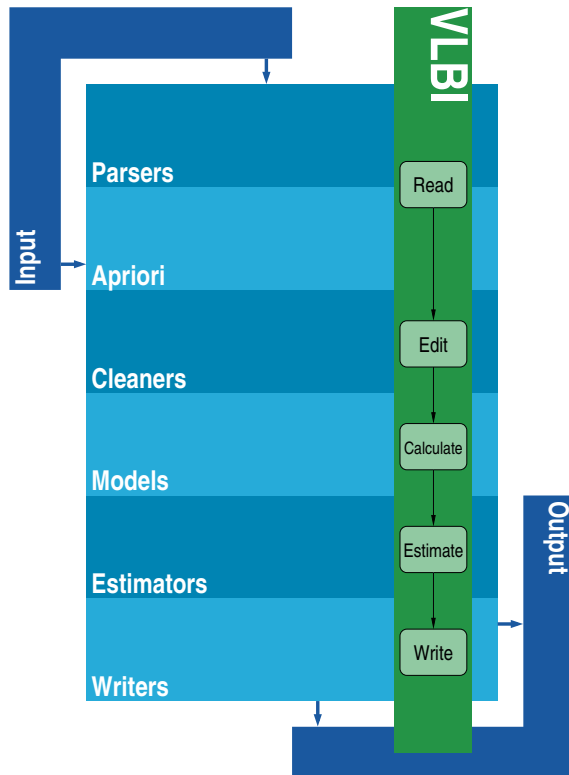 VLBI
Parsers
Read
Input
Apriori
Edit
Cleaners
Calculate
Models
Output
Estimate
Estimators
Write
Writers